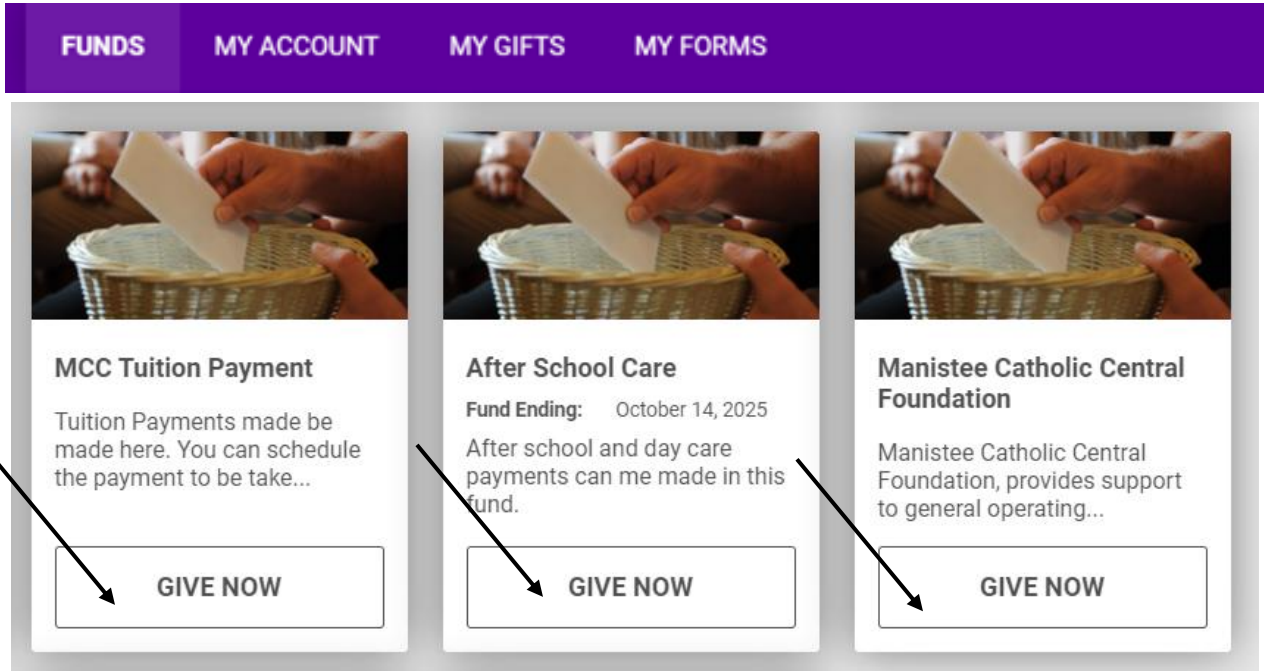 FUNDS MY ACCOUNT MY GIFTS MY FORMS
MCC Tuition Payment
Tuition Payments made be
made here. You can schedule
the payment to be take...
GIVE NOW
After School Care
Fund Ending: October 14, 2025
After school and day care
payments can me made in this
fund.
GIVE NOW
Manistee Catholic Central
Foundation
Manistee Catholic Central
Foundation, provides support
to general operating...
GIVE NOW